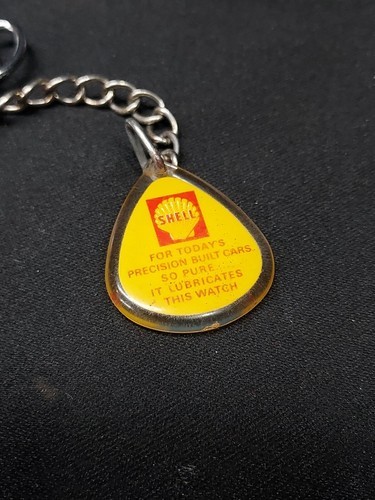 SHELL
FOR TODAY'S
PRECISION BUILT CARS.
SO PURE
IT LUBRICATES
THIS WATCH